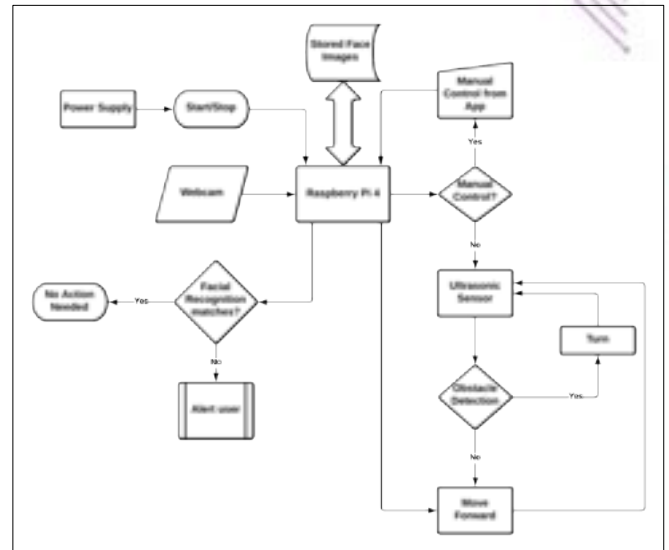 Stored Face
Images
Manual
Control from
App
Power Supply
Start/Stop
Yes
Webcam
Raspberry Pi 4
Manual
Control?
No
No Action
Needed
Yes
Facial
Recognition
matches?
Ultrasonic
Sensor
Turn
No
Alert user
Obstacle
Detection
Yes
No
Move
Forward